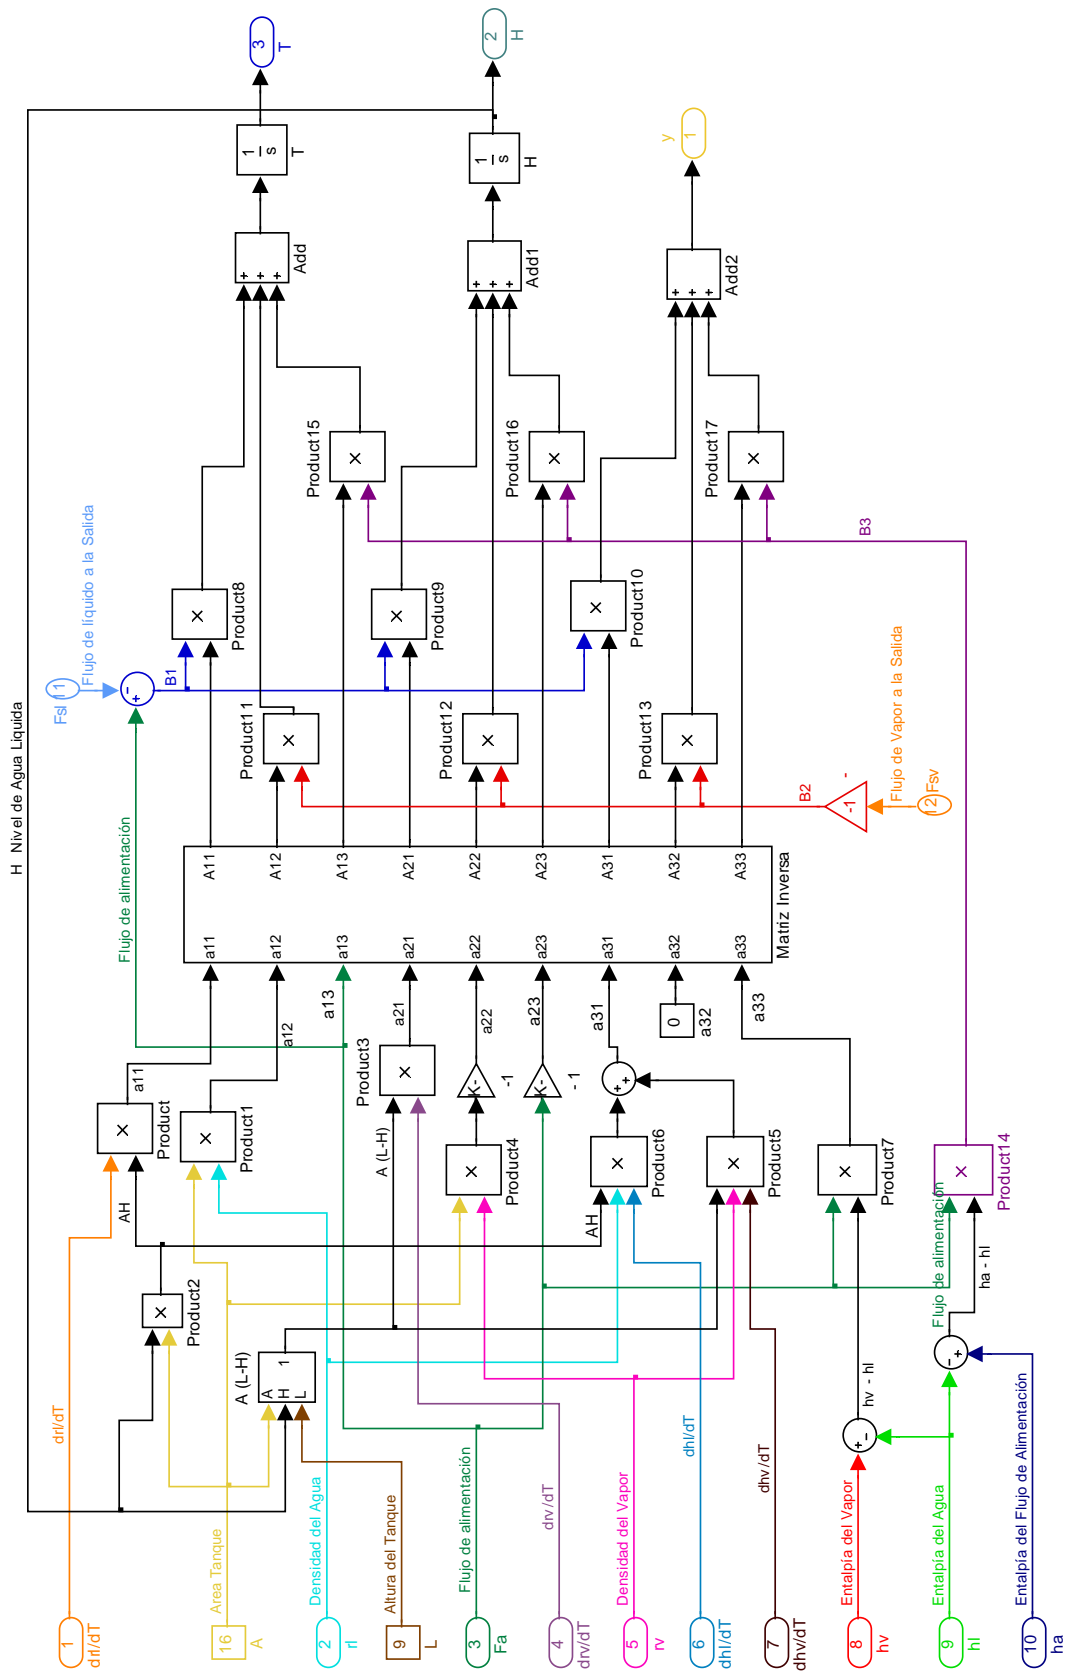 H Nivel de Agua Liquida
1
drl/dT
drl/dT
16
A
Area Tanque
2
rl
Densidad del Agua
9
L
Altura del Tanque
3
Fa
Flujo de alimentación
4
drv/dT
drv/dT
5
rv
Densidad del Vapor
6
dhl/dT
dhl/dT
7
dhv/dT
dhv/dT
8
hv
Entalpía del Vapor
9
hl
Entalpía del Agua
10
ha
Entalpía del Flujo de Alimentación
A
H
L
1
A (L-H)
×
Product2
AH
×
Product
a11
×
Product1
a12
a13
A (L-H)
×
Product3
a21
×
Product4
K-
-1
a22
K-
- 1
a23
AH
×
Product6
×
Product5
+
+
a31
0
a32
+
-
hv - hl
×
Product7
a33
-
+
ha - hl
Flujo de alimentación
×
Product14
a11
a12
a13
a21
a22
a23
a31
a32
a33
A11
A12
A13
A21
A22
A23
A31
A32
A33
Matriz Inversa
Flujo de alimentación
Fsl
11
Flujo de líquido a la Salida
+
-
B1
12
Fsv
Flujo de Vapor a la Salida
-1
-
B2
B3
×
Product8
×
Product11
×
Product15
×
Product9
×
Product12
×
Product16
×
Product10
×
Product13
×
Product17
+
+
+
Add
+
+
+
Add1
+
+
+
Add2
1
s
T
1
s
H
3
T
2
H
y
1